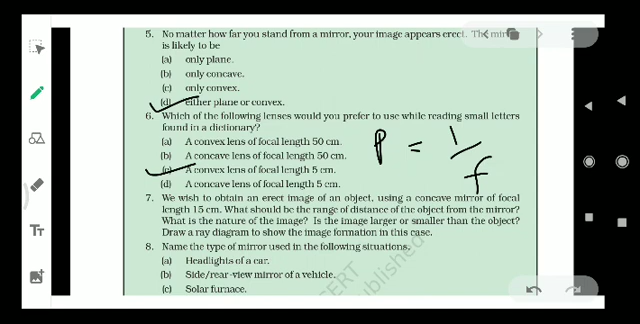 5. No matter how far you stand from a mirror, your image appears erect. The
is likely to be
(a) only plane.
(b) only concave.
(c) only convex.
(d) either plane or convex.
6. Which of the following lenses would you prefer to use while reading small letters
found in a dictionary?
(a) A convex lens of focal length 50 cm.
(b) A concave lens of focal length 50 cm.
(c) A convex lens of focal length 5 cm.
(d) A concave lens of focal length 5 cm.
P = 1/f
7. We wish to obtain an erect image of an object, using a concave mirror of focal
length 15 cm. What should be the range of distance of the object from the mirror?
What is the nature of the image? Is the image larger or smaller than the object?
Draw a ray diagram to show the image formation in this case.
8. Name the type of mirror used in the following situations.
(a) Headlights of a car.
(b) Side/rear-view mirror of a vehicle.
(c) Solar furnace.
TT